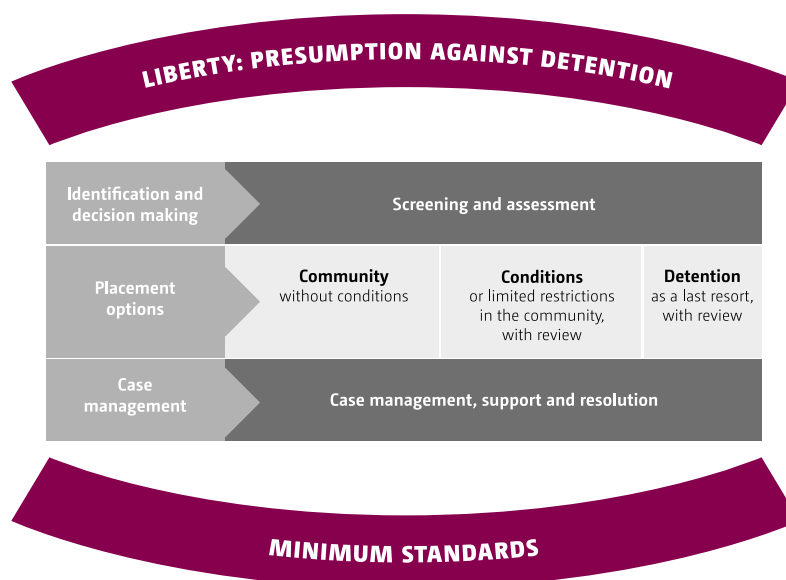 LIBERTY: PRESUMPTION AGAINST DETENTION
Identification and
decision making
Screening and assessment
Placement
options
Community
without conditions
Conditions
or limited restrictions
in the community,
with review
Detention
as a last resort,
with review
Case
management
Case management, support and resolution
MINIMUM STANDARDS